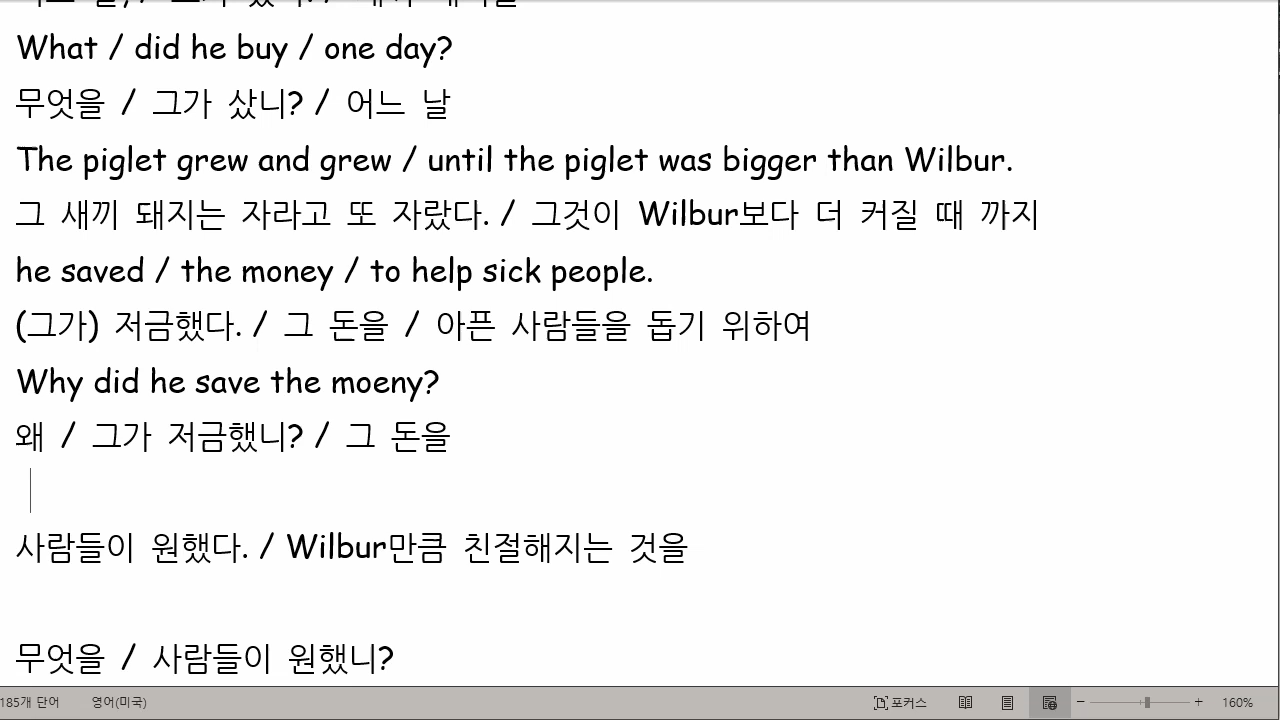 What / did he buy / one day?
무엇을 / 그가 샀니? / 어느 날
The piglet grew and grew / until the piglet was bigger than Wilbur.
그 새끼 돼지는 자라고 또 자랐다. / 그것이 Wilbur보다 더 커질 때 까지
he saved / the money / to help sick people.
(그가) 저금했다. / 그 돈을 / 아픈 사람들을 돕기 위하여
Why did he save the moeny?
왜 / 그가 저금했니? / 그 돈을
사람들이 원했다. / Wilbur만큼 친절해지는 것을
무엇을 / 사람들이 원했니?
185개 단어 영어(미국) 포커스 160%